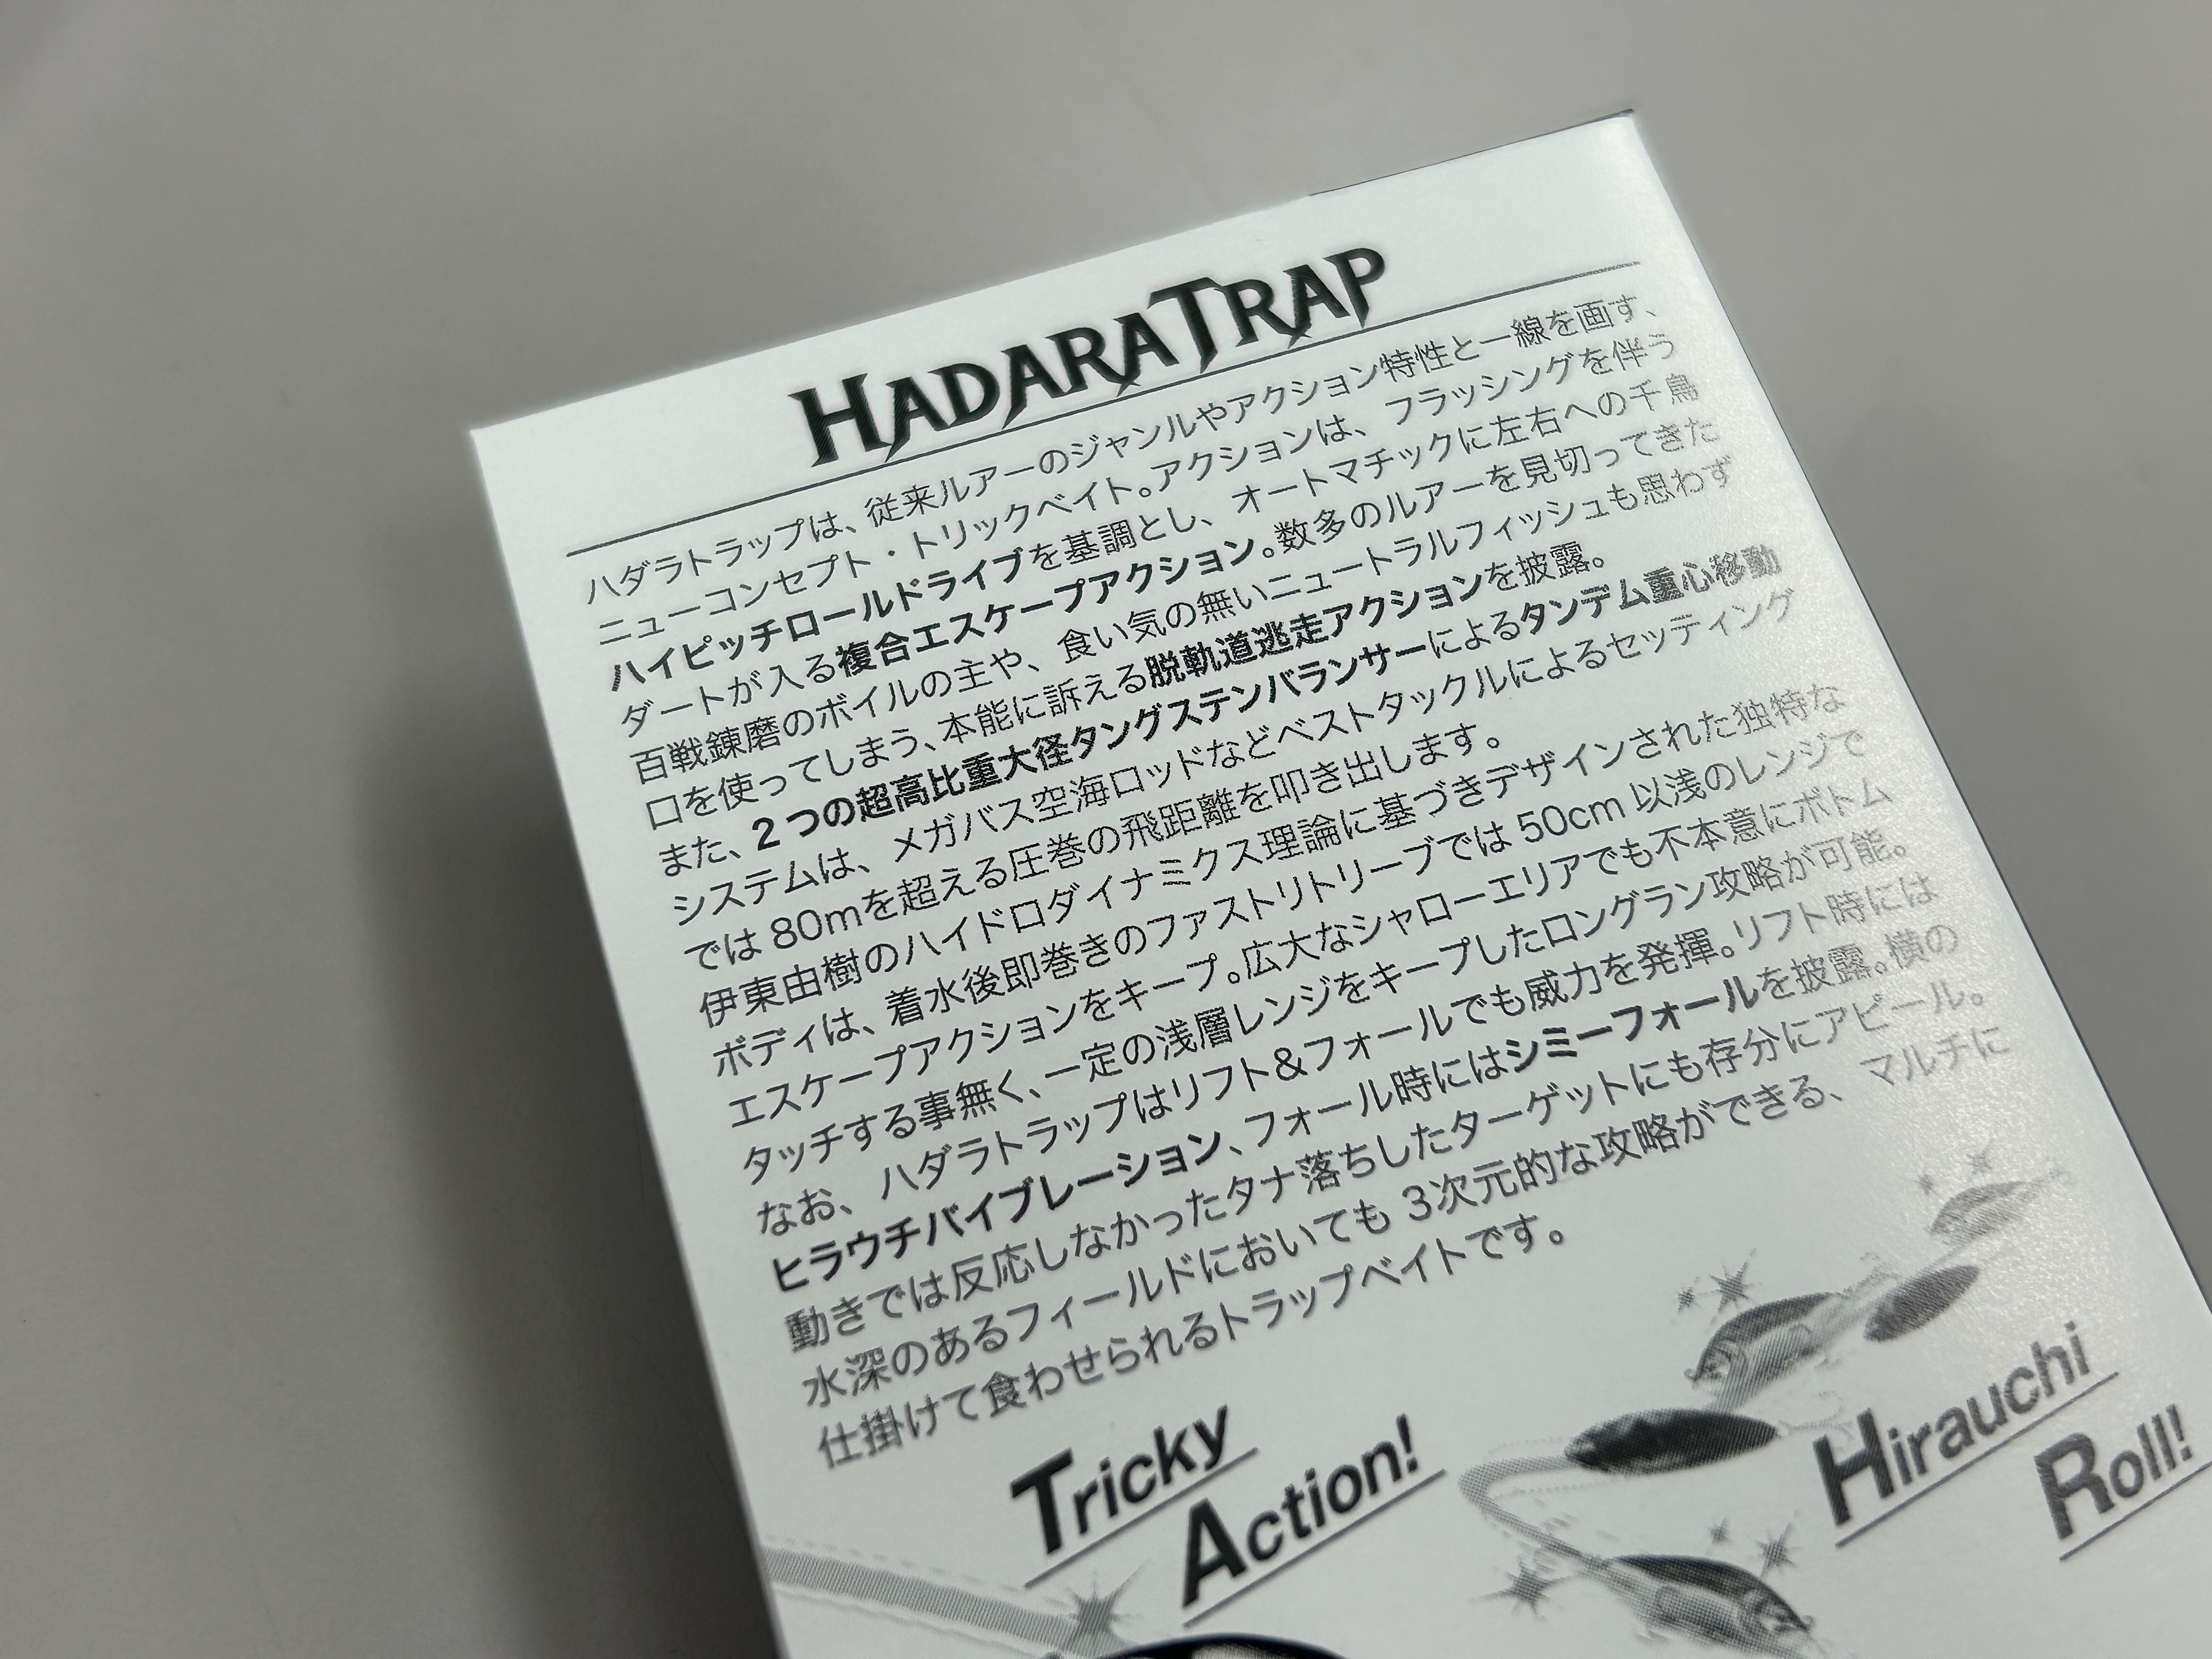 HADARATRAP
ハダラトラップは、従来ルアーのジャンルやアクション特性と一線を画す、
ニューコンセプト・トリックベイト。アクションは、フラッシングを伴う
ハイピッチロールドライブを基調とし、オートマチックに左右への千鳥
ダートが入る複合エスケープアクション。数多のルアーを見切ってきた
百戦錬磨のボイルの主や、食い気の無いニュートラルフィッシュも思わず
口を使ってしまう、本能に訴える脱軌道逃走アクションを披露。
また、2つの超高比重大径タングステンバランサーによるタンデム重心移動
システムは、メガバス空海ロッドなどベストタックルによるセッティング
では80mを超える圧巻の飛距離を叩き出します。
伊東由樹のハイドロダイナミクス理論に基づきデザインされた独特な
ボディは、着水後即巻きのファストリトリーブでは50cm以浅のレンジで
エスケープアクションをキープ。広大なシャローエリアでも不本意にボトム
タッチする事無く、一定の浅層レンジをキープしたロングラン攻略が可能。
なお、ハダラトラップはリフト&フォールでも威力を発揮。リフト時には
ヒラウチバイブレーション、フォール時にはシミーフォールを披露。横の
動きでは反応しなかったタナ落ちしたターゲットにも存分にアピール。
水深のあるフィールドにおいても3次元的な攻略ができる、マルチに
仕掛けて食わせられるトラップベイトです。
Tricky
Action!
Hirauchi
Roll!